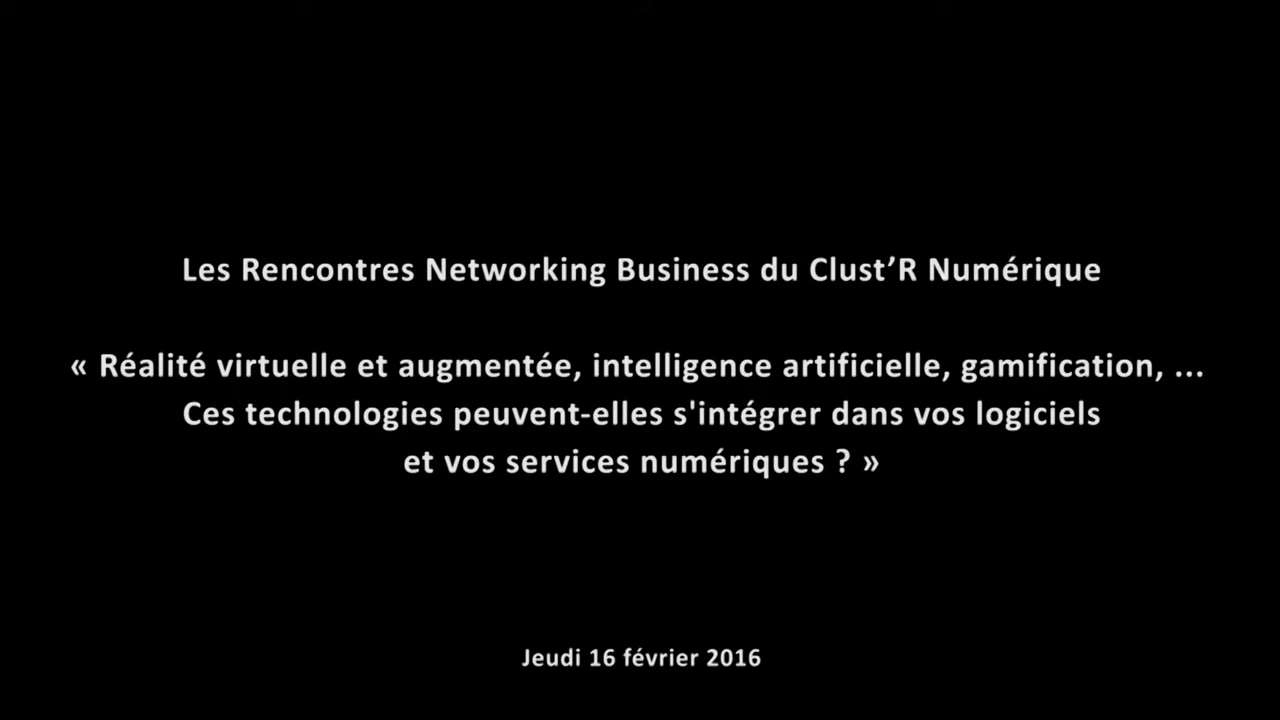 Les Rencontres Networking Business du Clust’R Numérique
« Réalité virtuelle et augmentée, intelligence artificielle, gamification, ...
Ces technologies peuvent-elles s'intégrer dans vos logiciels
et vos services numériques ? »
Jeudi 16 février 2016